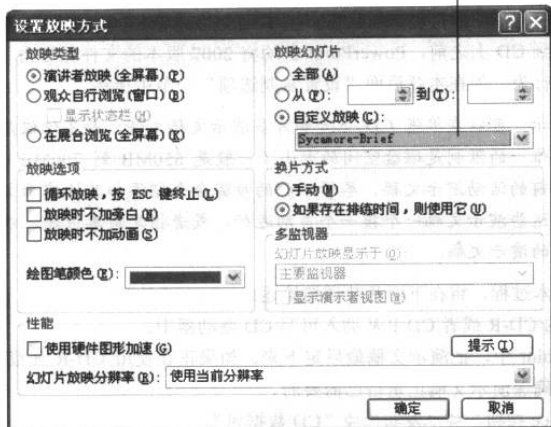 设置放映方式
放映类型
演讲者放映(全屏幕)(P)
观众自行浏览(窗口)(B)
显示状态栏(H)
在展台浏览(全屏幕)(K)
放映选项
循环放映，按 ESC 键终止(L)
放映时不加旁白(N)
放映时不加动画(S)
绘图笔颜色(E)：
放映幻灯片
全部(A)
从(F)： 到(T)：
自定义放映(C)：
Sycamore-Brief
换片方式
手动(M)
如果存在排练时间，则使用它(U)
多监视器
幻灯片放映显示于(O)：
主要监视器
显示演示者视图(W)
性能
使用硬件图形加速(G)
提示(I)
幻灯片放映分辨率(R)： 使用当前分辨率
确定 取消